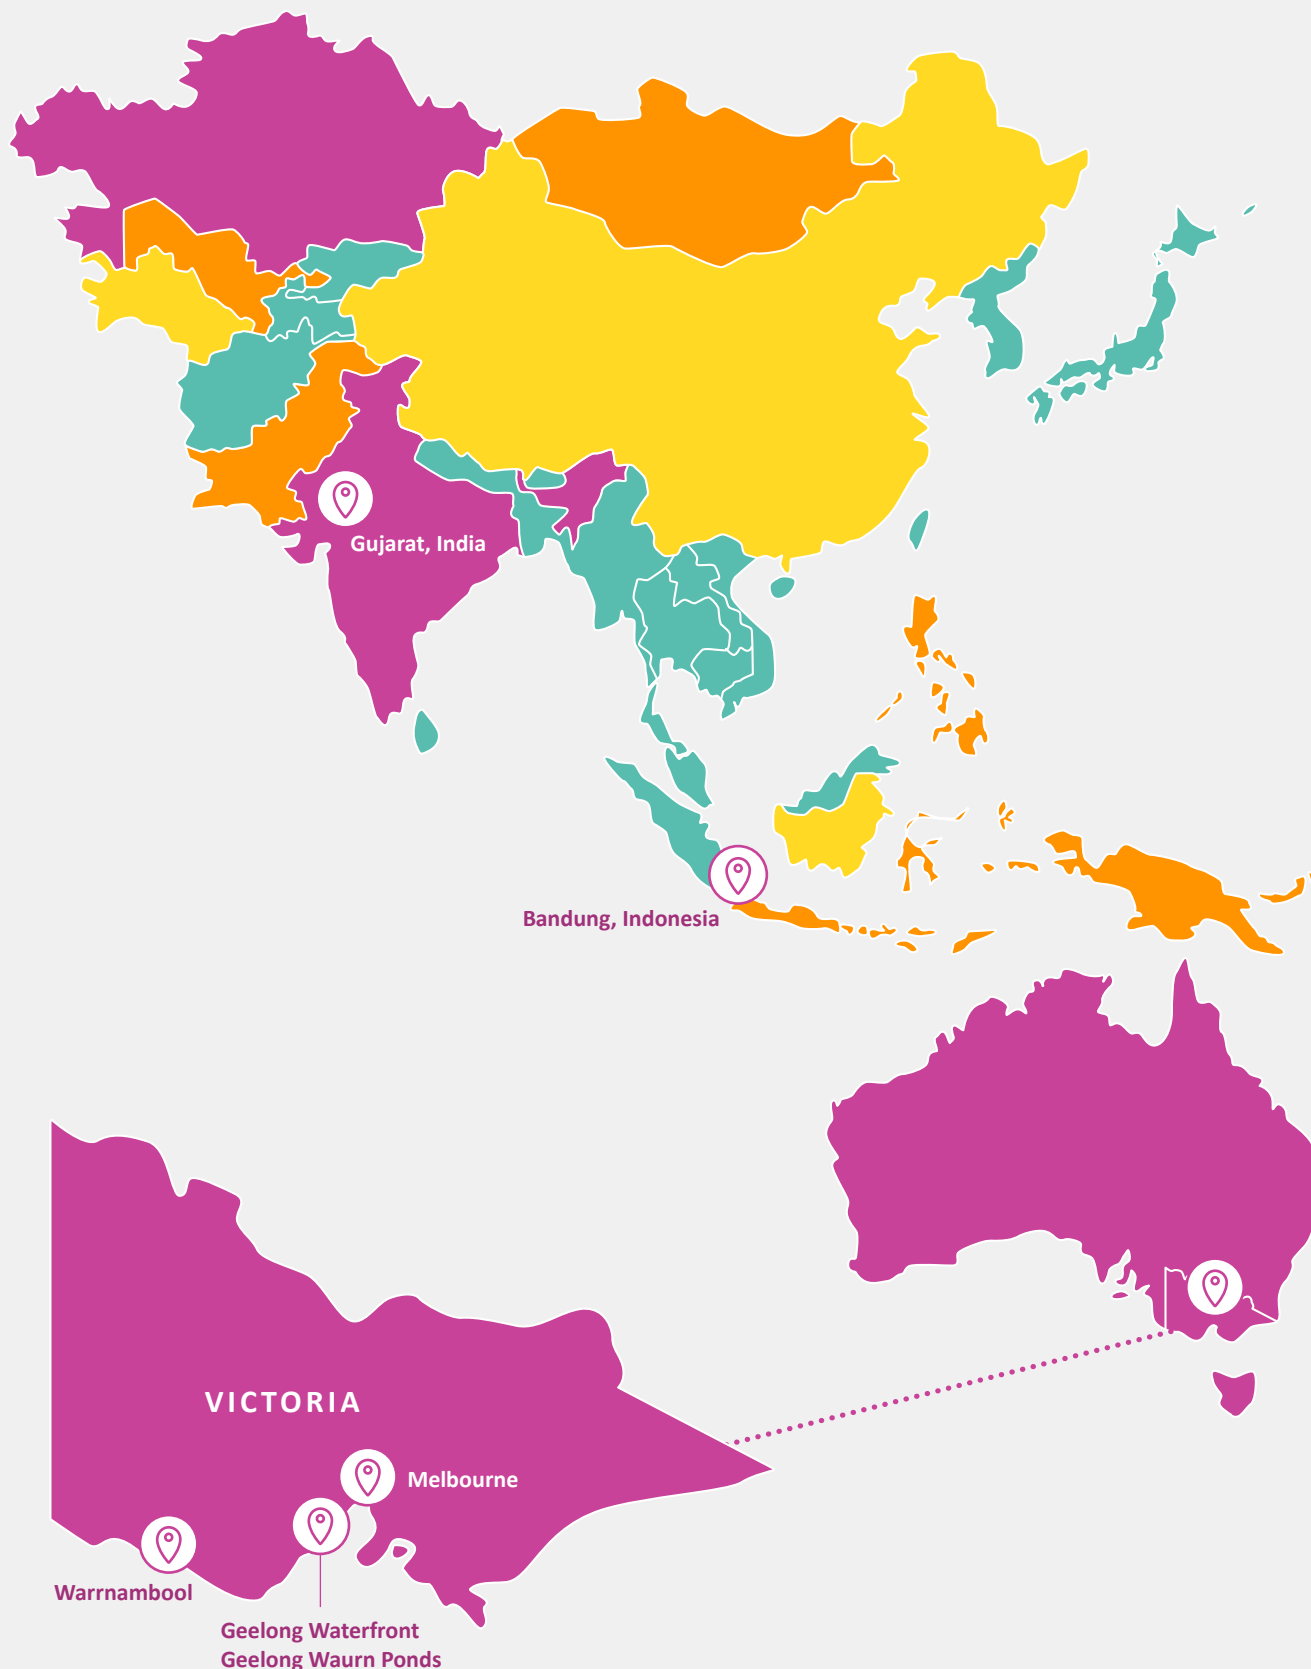 Gujarat, India
Bandung, Indonesia
VICTORIA
Melbourne
Warrnambool
Geelong Waterfront
Geelong Waurn Ponds